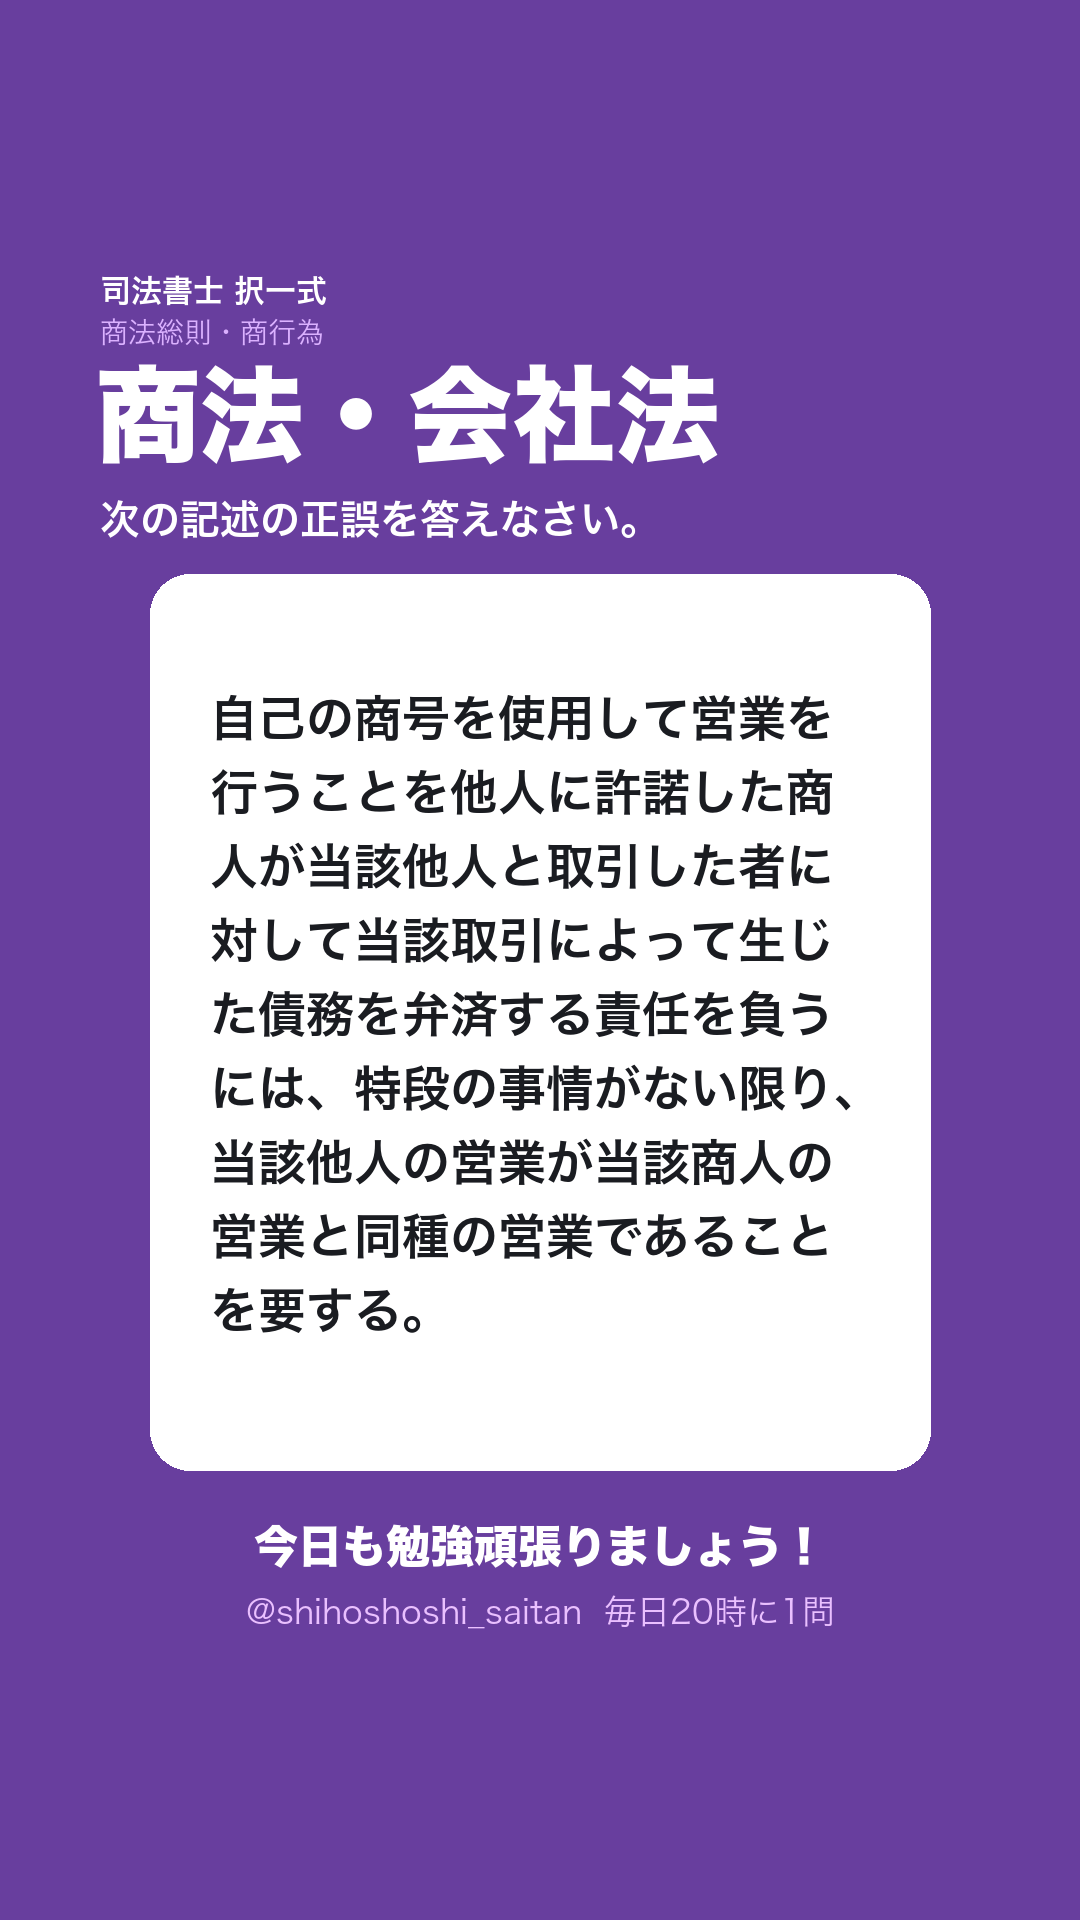 司法書士 択一式
商法総則・商行為
商法・会社法
次の記述の正誤を答えなさい。
自己の商号を使用して営業を
行うことを他人に許諾した商
人が当該他人と取引した者に
対して当該取引によって生じ
た債務を弁済する責任を負う
には、特段の事情がない限り、
当該他人の営業が当該商人の
営業と同種の営業であること
を要する。
今日も勉強頑張りましょう！
@shihoshoshi_saitan 毎日20時に1問